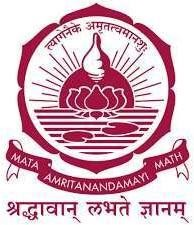 त्यागेनैके अमृतत्वमानशुः
MATA AMRITANANDAMAYI MATH
श्रद्धावान् लभते ज्ञानम्